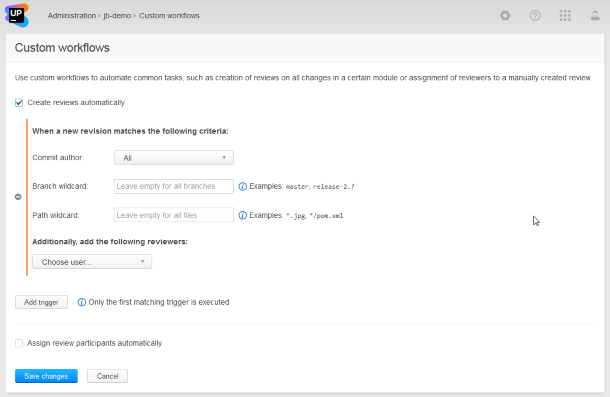 UP
Administration › jb-demo › Custom workflows
Custom workflows
Use custom workflows to automate common tasks, such as creation of reviews on all changes in a certain module or assignment of reviewers to a manually created review.
Create reviews automatically
When a new revision matches the following criteria:
Commit author: All
Branch wildcard: Leave empty for all branches Examples: master, release-2.?
Path wildcard: Leave empty for all files Examples: *.jpg, */pom.xml
Additionally, add the following reviewers:
Choose user...
Add trigger Only the first matching trigger is executed
Assign review participants automatically
Save changes Cancel